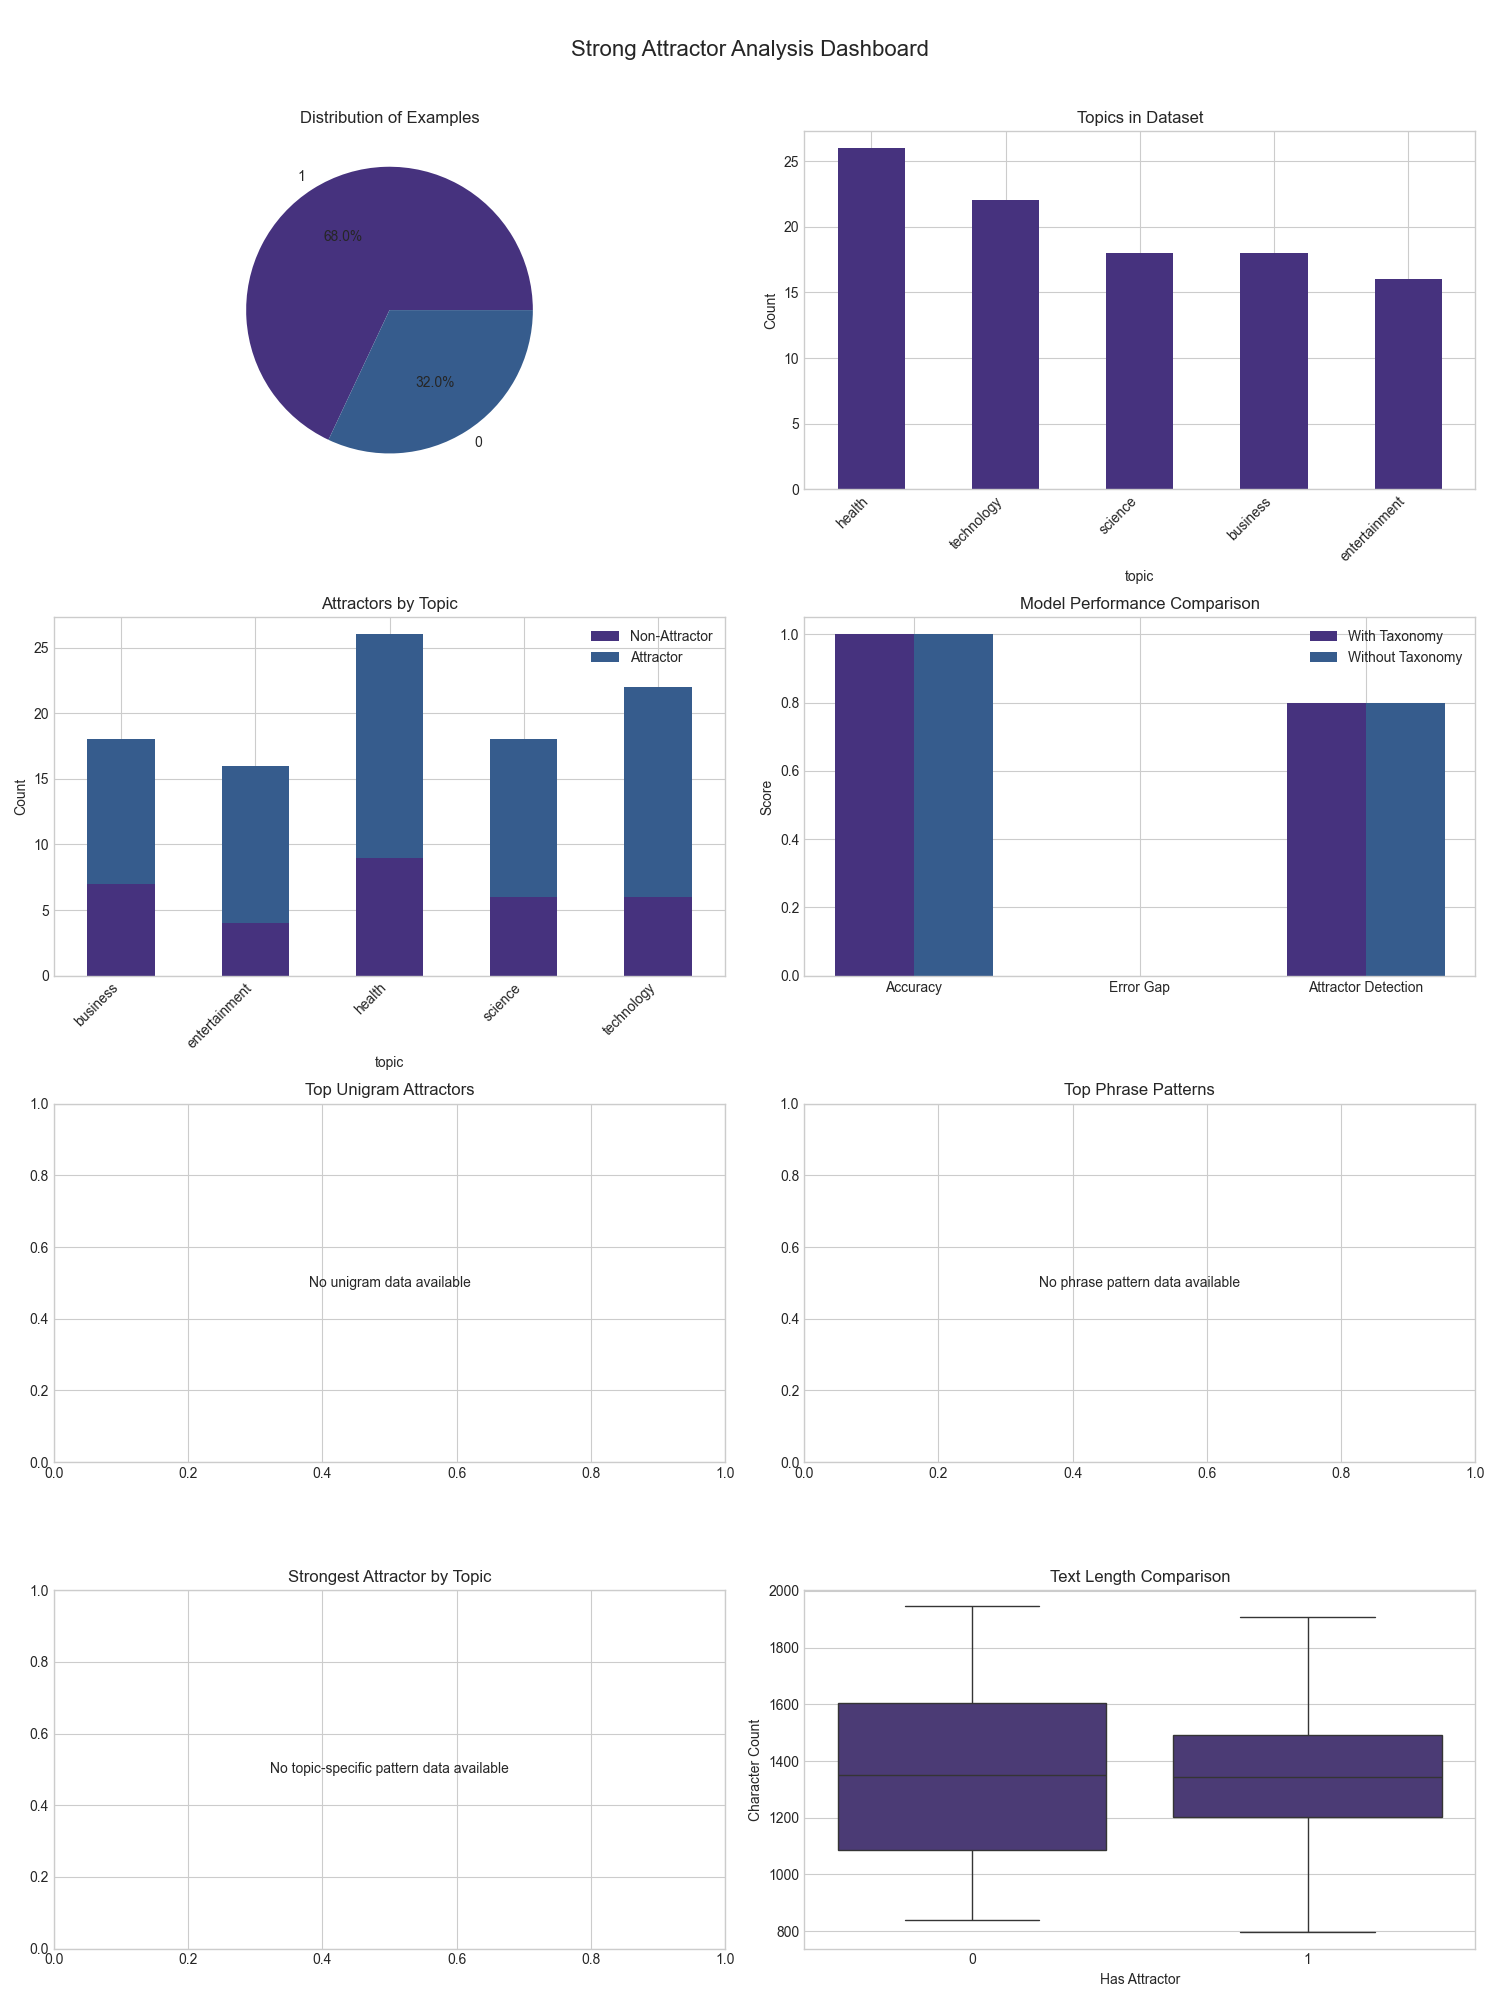 Strong Attractor Analysis Dashboard
Distribution of Examples
1
68.0%
32.0%
0
Topics in Dataset
25
20
15
10
5
0
Count
health
technology
science
business
entertainment
topic
Attractors by Topic
Non-Attractor
Attractor
25
20
15
10
5
0
Count
business
entertainment
health
science
technology
topic
Model Performance Comparison
With Taxonomy
Without Taxonomy
1.0
0.8
0.6
0.4
0.2
0.0
Score
Accuracy
Error Gap
Attractor Detection
Top Unigram Attractors
1.0
0.8
0.6
0.4
0.2
0.0
No unigram data available
0.0 0.2 0.4 0.6 0.8 1.0
Top Phrase Patterns
1.0
0.8
0.6
0.4
0.2
0.0
No phrase pattern data available
0.0 0.2 0.4 0.6 0.8 1.0
Strongest Attractor by Topic
1.0
0.8
0.6
0.4
0.2
0.0
No topic-specific pattern data available
0.0 0.2 0.4 0.6 0.8 1.0
Text Length Comparison
2000
1800
1600
1400
1200
1000
800
Character Count
0 1
Has Attractor